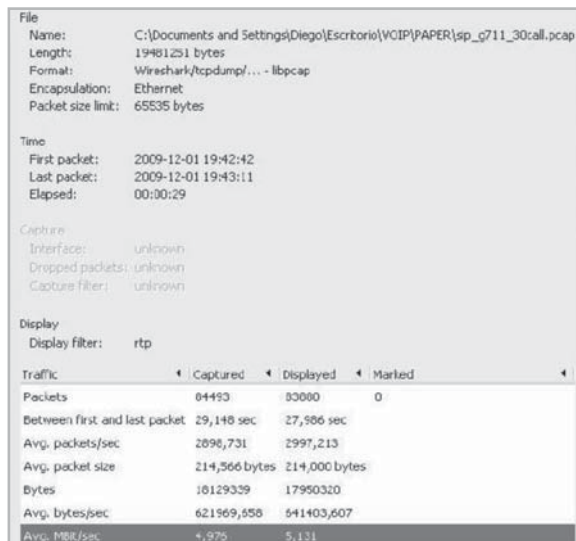 File
Name: C:\Documents and Settings\Diego\Escritorio\VOIP\PAPER\sip_g711_30call.pcap
Length: 19481251 bytes
Format: Wireshark/tcpdump/... - libpcap
Encapsulation: Ethernet
Packet size limit: 65535 bytes
Time
First packet: 2009-12-01 19:42:42
Last packet: 2009-12-01 19:43:11
Elapsed: 00:00:29
Capture
Interface: unknown
Dropped packets: unknown
Capture filter: unknown
Display
Display filter: rtp
Traffic Captured Displayed Marked
Packets 84493 83880 0
Between first and last packet 29,148 sec 27,986 sec
Avg. packets/sec 2898,731 2997,213
Avg. packet size 214,566 bytes 214,000 bytes
Bytes 18129339 17950320
Avg. bytes/sec 621969,658 641403,607
Avg. MBit/sec 4,976 5,131